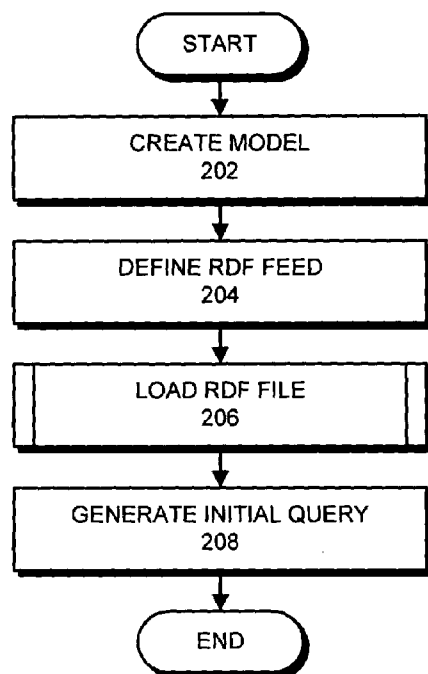 START
CREATE MODEL
202
DEFINE RDF FEED
204
LOAD RDF FILE
206
GENERATE INITIAL QUERY
208
END